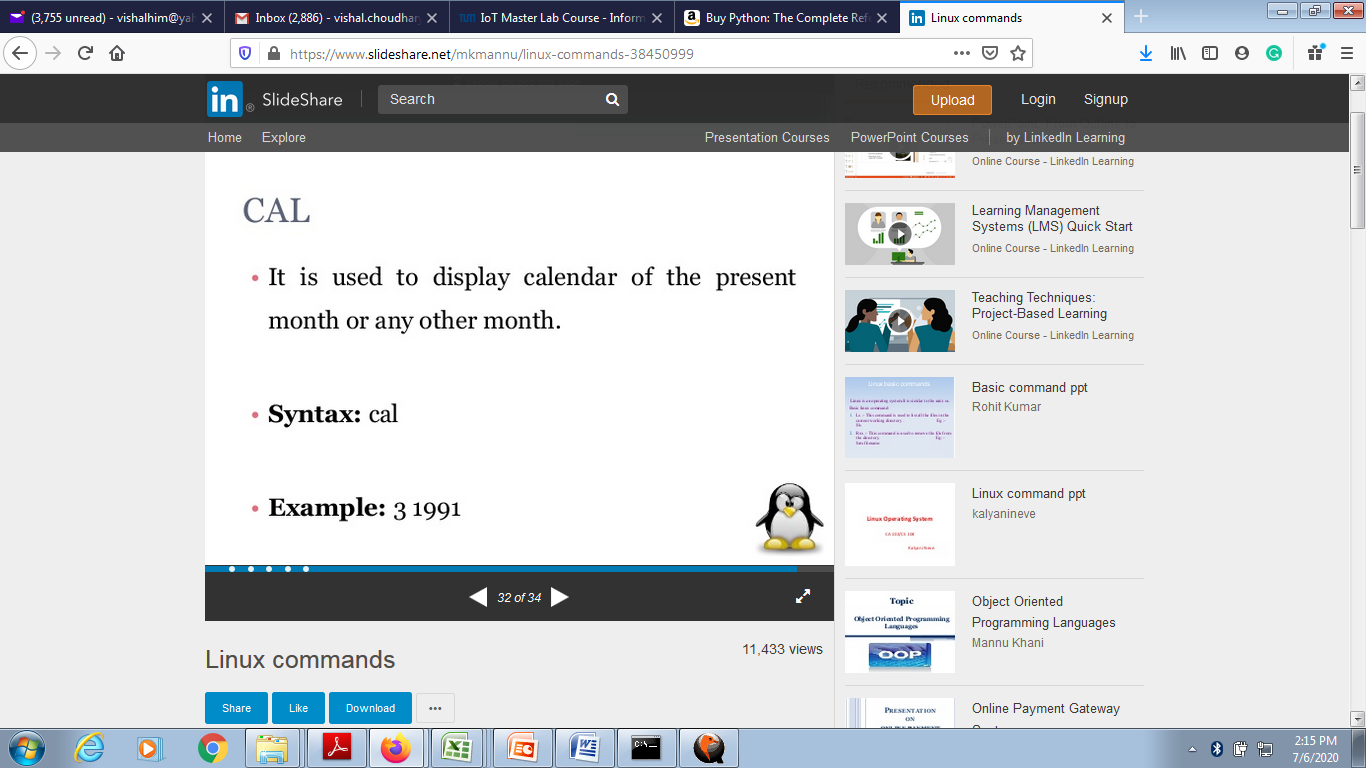 (3,755 unread) - vishalhim@yal
Inbox (2,886) - vishal.choudhar
IoT Master Lab Course - Inform
Buy Python: The Complete Refe
Linux commands
https://www.slideshare.net/mkmannu/linux-commands-38450999
in SlideShare
Search
Upload
Login
Signup
Home
Explore
Presentation Courses
PowerPoint Courses
by LinkedIn Learning
CAL
• It is used to display calendar of the present
month or any other month.
• Syntax: cal
• Example: 3 1991
32 of 34
Linux commands
11,433 views
Share
Like
Download
Online Course - LinkedIn Learning
Learning Management
Systems (LMS) Quick Start
Online Course - LinkedIn Learning
Teaching Techniques:
Project-Based Learning
Online Course - LinkedIn Learning
Basic command ppt
Rohit Kumar
Linux Operating System
Linux command ppt
kalyanineve
Topic
Object Oriented Programming
Languages
OOP
Object Oriented
Programming Languages
Mannu Khani
PRESENTATION
ON
Online Payment Gateway
2:15 PM
7/6/2020